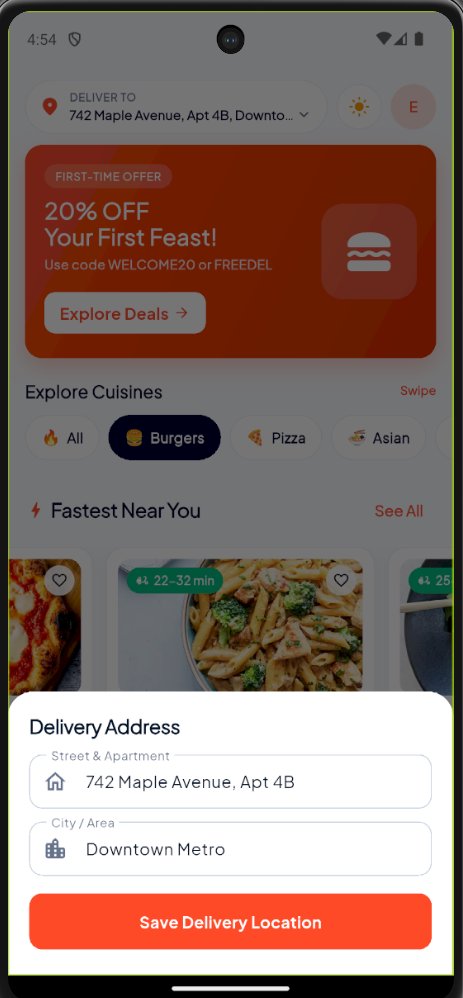 4:54
DELIVER TO
742 Maple Avenue, Apt 4B, Downto...
E
FIRST-TIME OFFER
20% OFF
Your First Feast!
Use code WELCOME20 or FREEDEL
Explore Deals →
Explore Cuisines
Swipe
All
Burgers
Pizza
Asian
Fastest Near You
See All
22–32 min
25
Delivery Address
Street & Apartment
742 Maple Avenue, Apt 4B
City / Area
Downtown Metro
Save Delivery Location